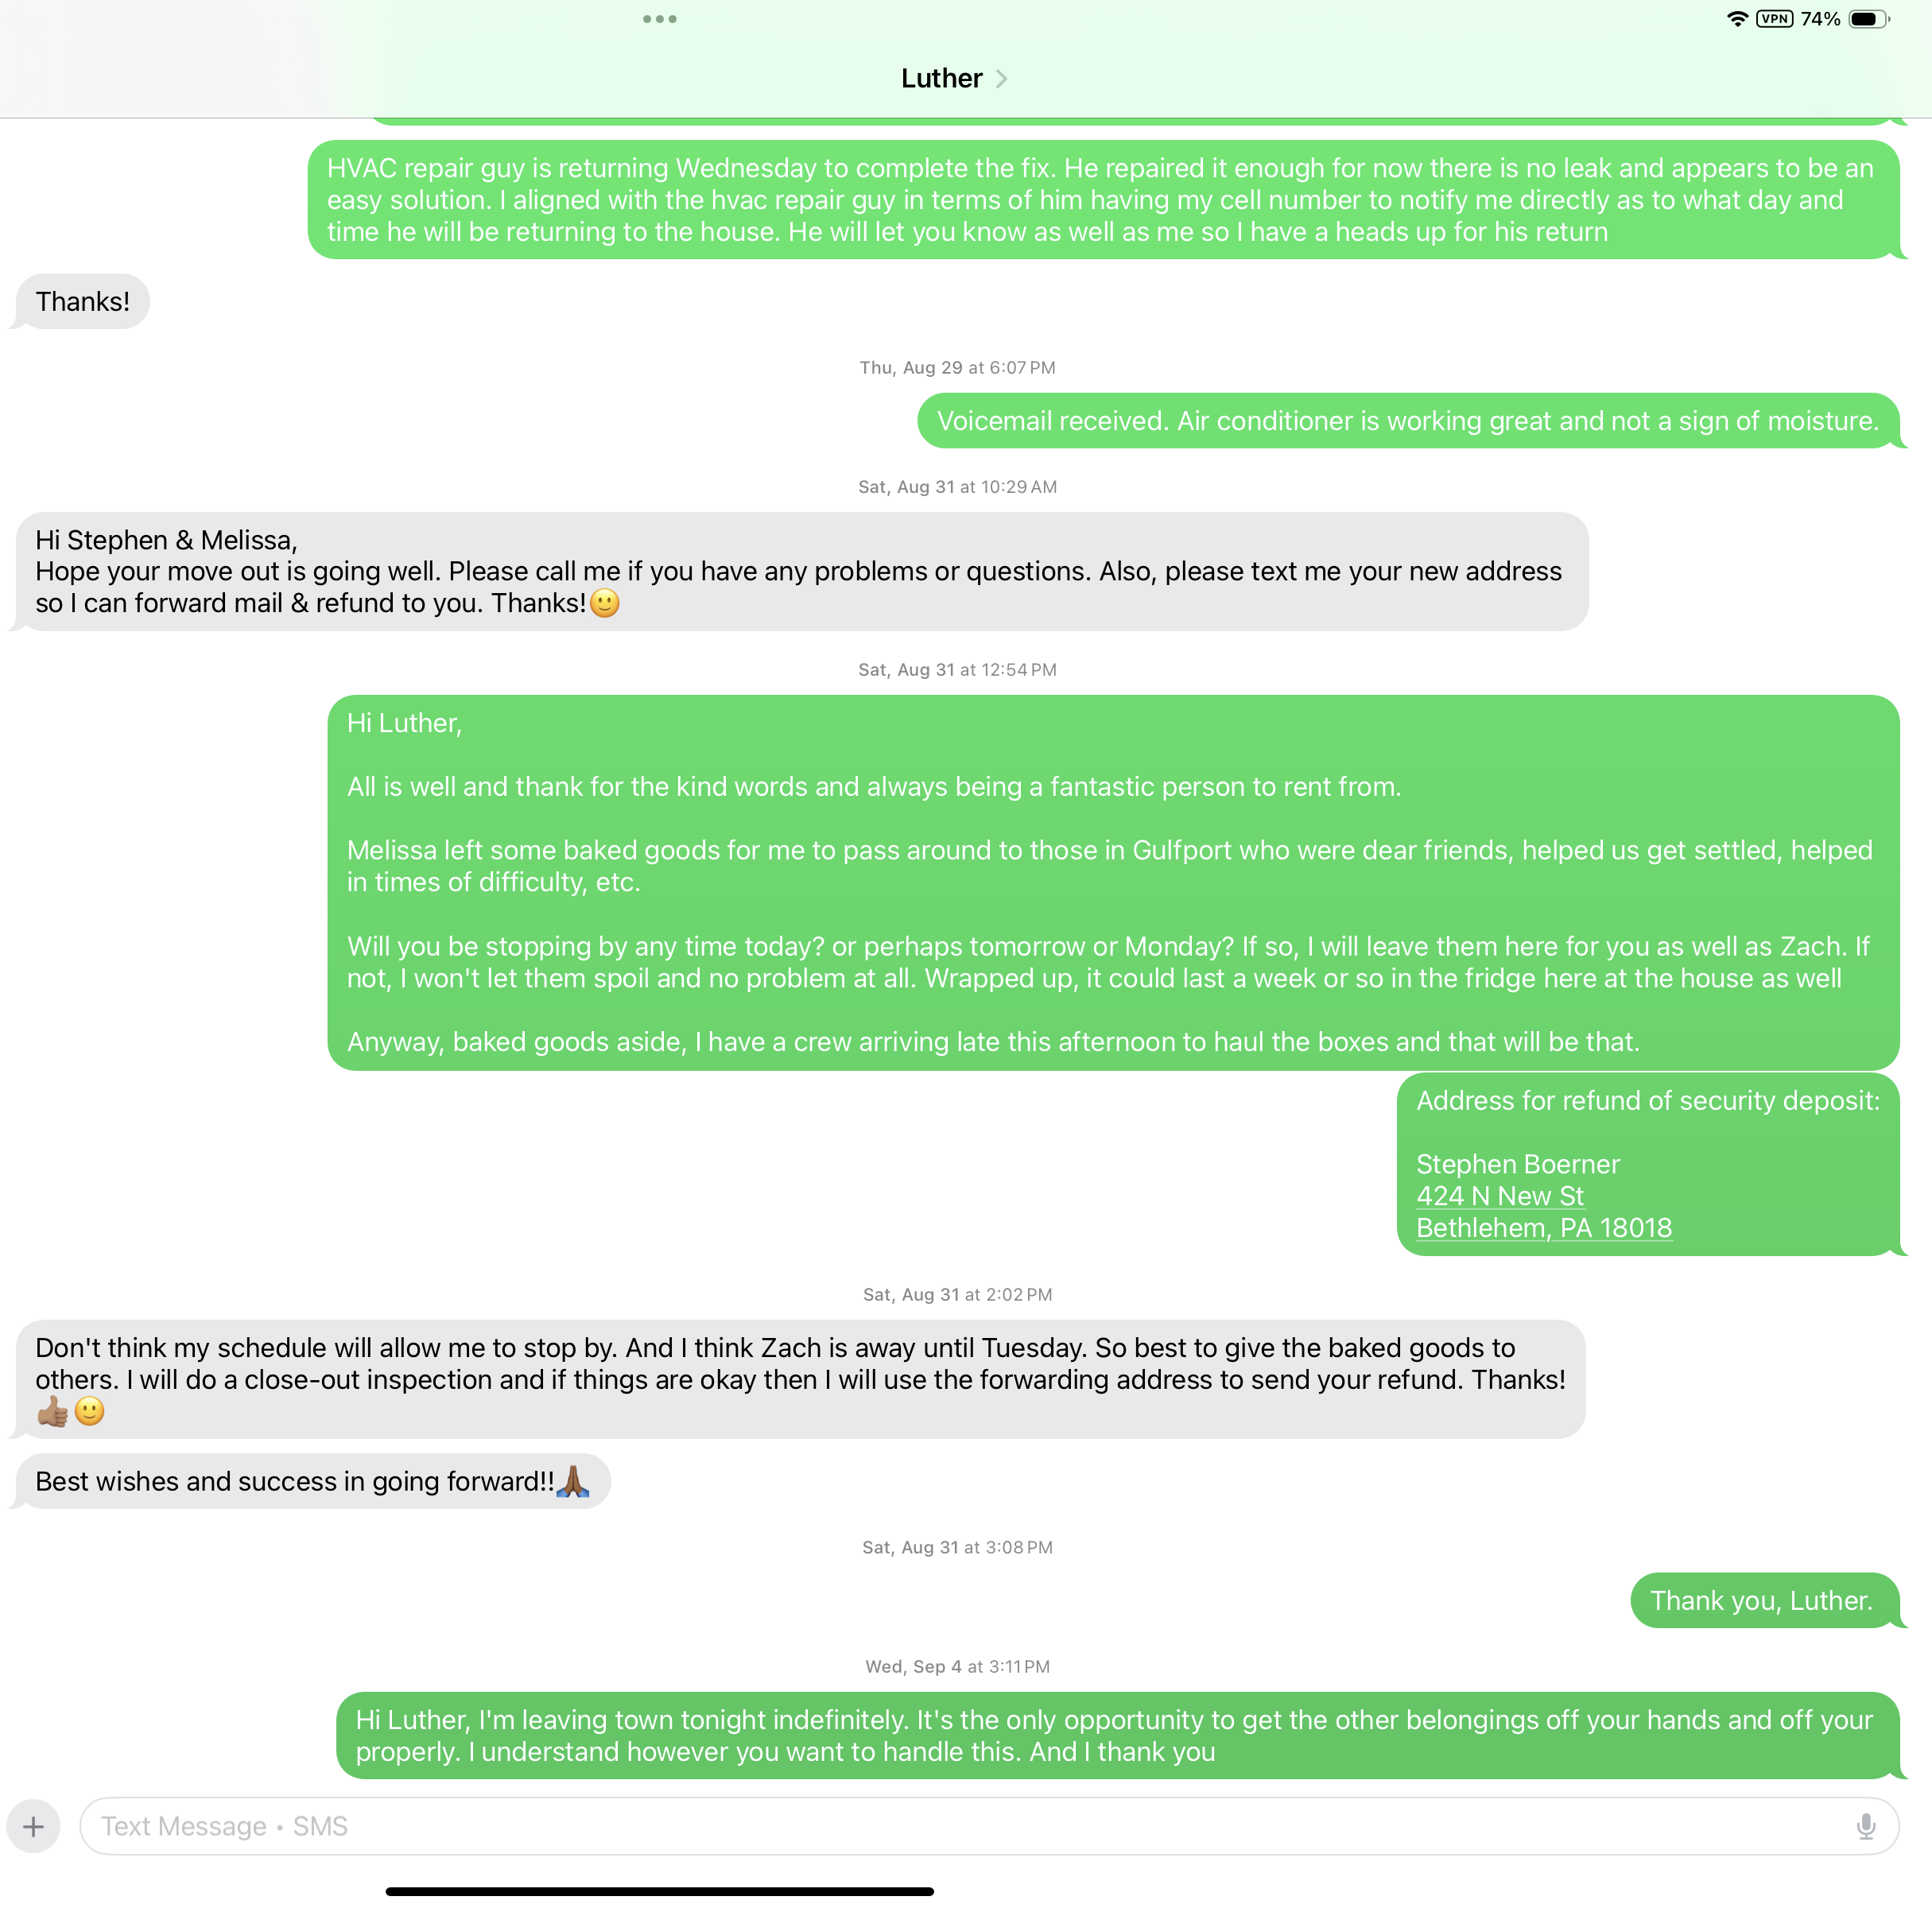 VPN 74%
Luther
HVAC repair guy is returning Wednesday to complete the fix. He repaired it enough for now there is no leak and appears to be an
easy solution. I aligned with the hvac repair guy in terms of him having my cell number to notify me directly as to what day and
time he will be returning to the house. He will let you know as well as me so I have a heads up for his return
Thanks!
Thu, Aug 29 at 6:07 PM
Voicemail received. Air conditioner is working great and not a sign of moisture.
Sat, Aug 31 at 10:29 AM
Hi Stephen & Melissa,
Hope your move out is going well. Please call me if you have any problems or questions. Also, please text me your new address
so I can forward mail & refund to you. Thanks!🙂
Sat, Aug 31 at 12:54 PM
Hi Luther,
All is well and thank for the kind words and always being a fantastic person to rent from.
Melissa left some baked goods for me to pass around to those in Gulfport who were dear friends, helped us get settled, helped
in times of difficulty, etc.
Will you be stopping by any time today? or perhaps tomorrow or Monday? If so, I will leave them here for you as well as Zach. If
not, I won't let them spoil and no problem at all. Wrapped up, it could last a week or so in the fridge here at the house as well
Anyway, baked goods aside, I have a crew arriving late this afternoon to haul the boxes and that will be that.
Address for refund of security deposit:
Stephen Boerner
424 N New St
Bethlehem, PA 18018
Sat, Aug 31 at 2:02 PM
Don't think my schedule will allow me to stop by. And I think Zach is away until Tuesday. So best to give the baked goods to
others. I will do a close-out inspection and if things are okay then I will use the forwarding address to send your refund. Thanks!
👍🏽🙂
Best wishes and success in going forward!!🙏🏾
Sat, Aug 31 at 3:08 PM
Thank you, Luther.
Wed, Sep 4 at 3:11 PM
Hi Luther, I'm leaving town tonight indefinitely. It's the only opportunity to get the other belongings off your hands and off your
properly. I understand however you want to handle this. And I thank you
Text Message • SMS